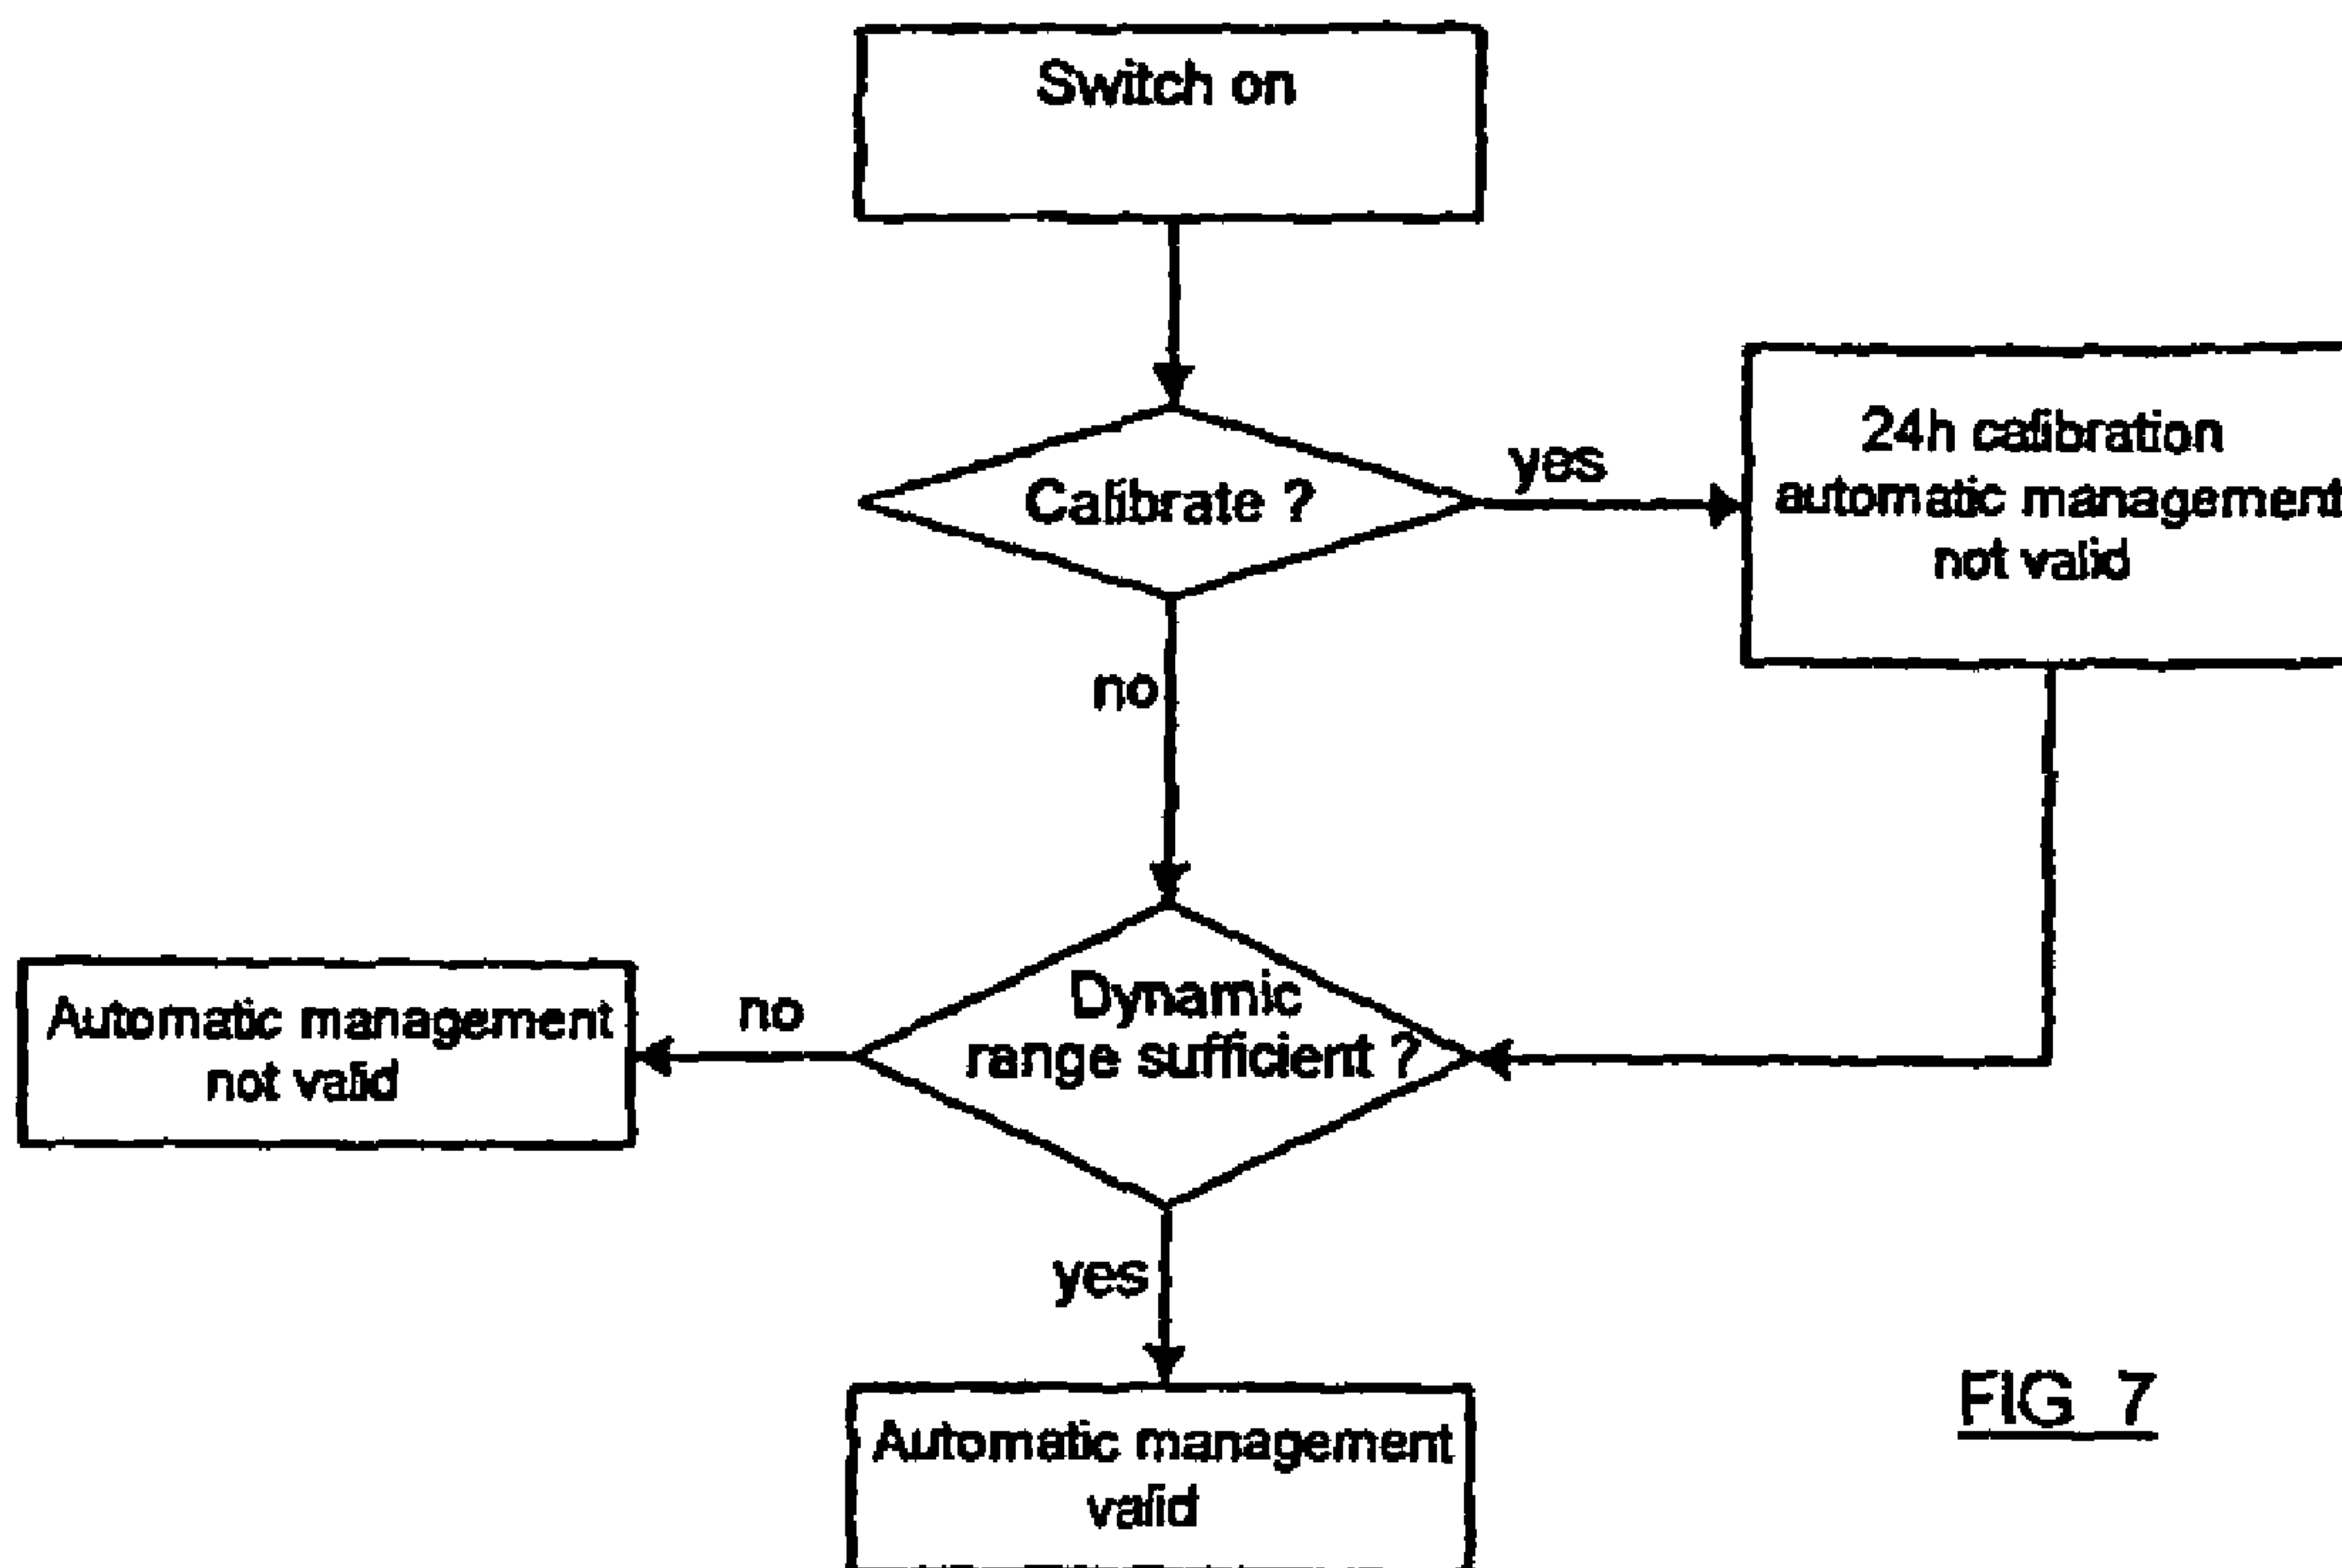 Switch on
Calibrate ?
yes
24h calibration
automatic management
not valid
no
Dynamic
range sufficient ?
no
Automatic management
not valid
yes
Automatic management
valid
FIG 7